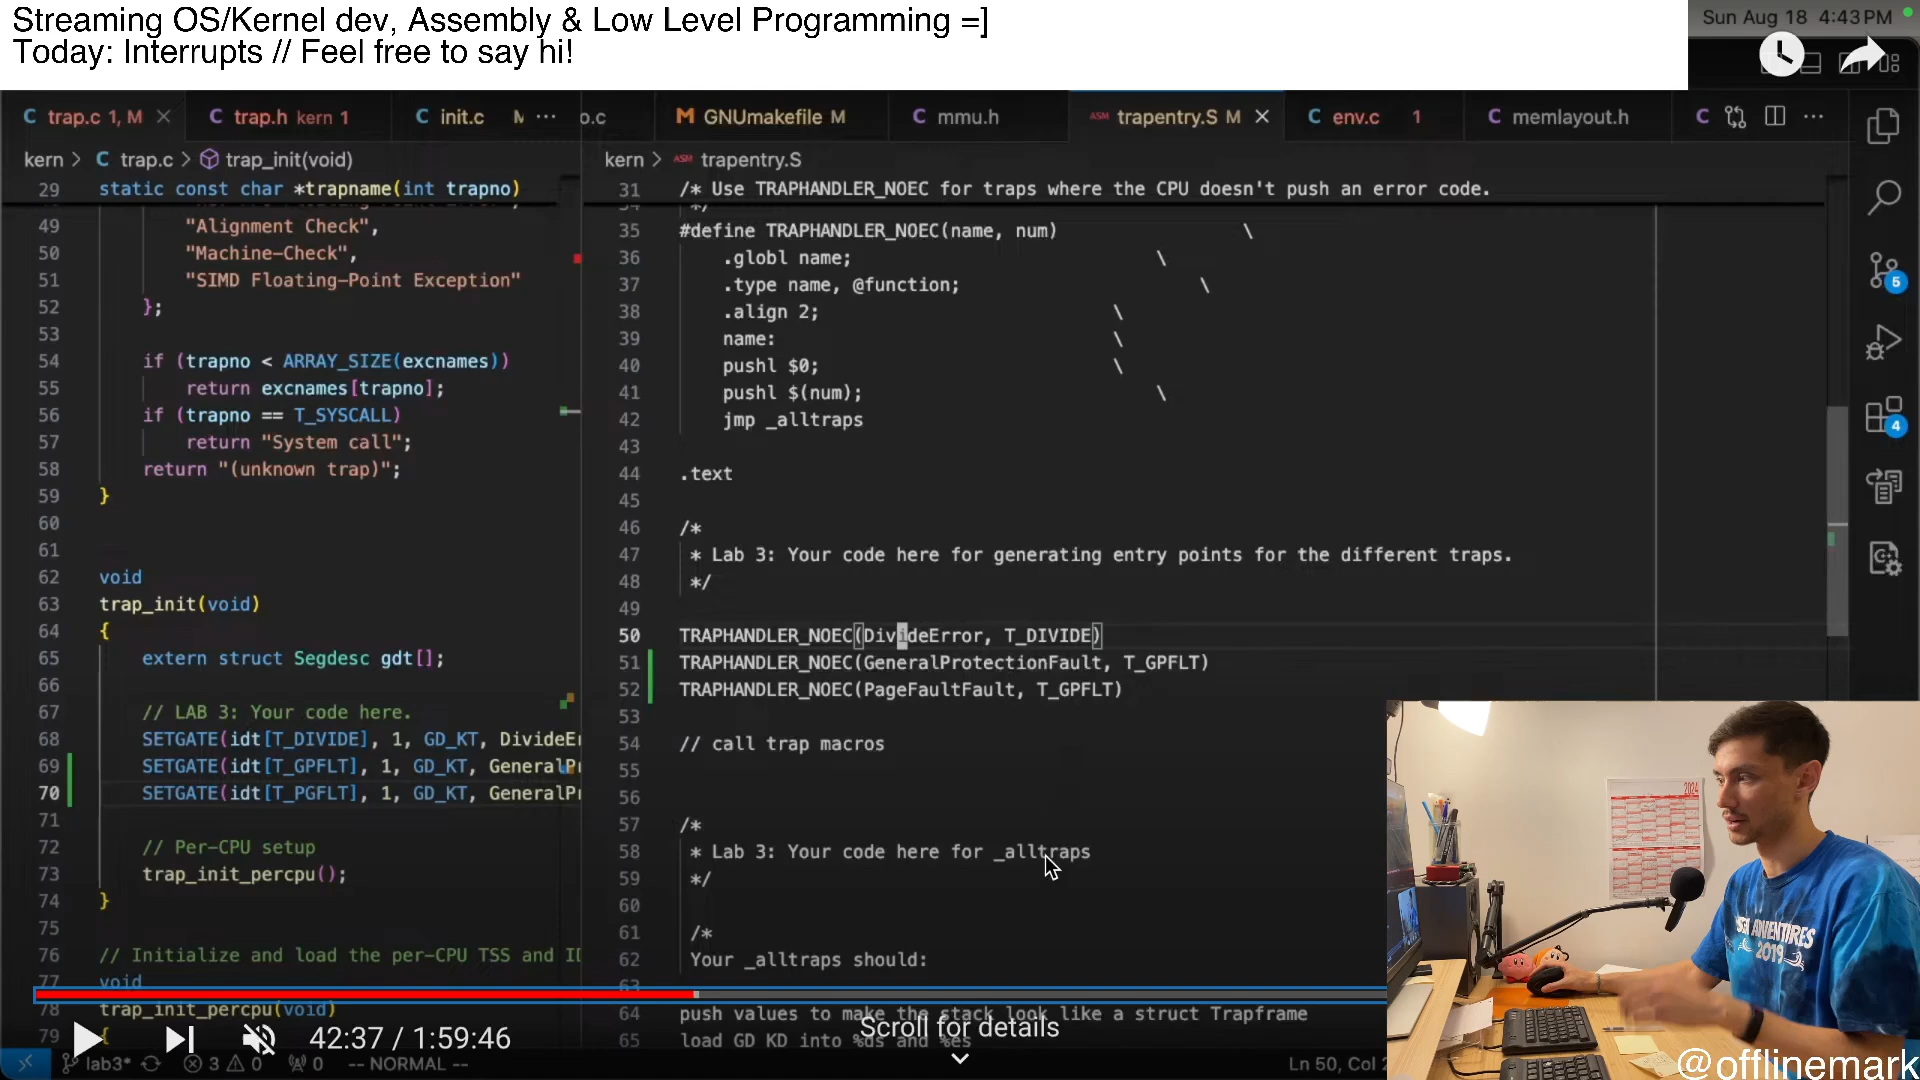 Streaming OS/Kernel dev, Assembly & Low Level Programming =]
Today: Interrupts // Feel free to say hi!
Sun Aug 18 4:43 PM
trap.c 1, M
trap.h kern 1
init.c
GNUmakefile M
mmu.h
trapentry.S M
env.c 1
memlayout.h
kern > trap.c > trap_init(void)
29 static const char *trapname(int trapno)
49 "Alignment Check",
50 "Machine-Check",
51 "SIMD Floating-Point Exception"
52 };
53
54 if (trapno < ARRAY_SIZE(excnames))
55 return excnames[trapno];
56 if (trapno == T_SYSCALL)
57 return "System call";
58 return "(unknown trap)";
59 }
60
61
62 void
63 trap_init(void)
64 {
65 extern struct Segdesc gdt[];
66
67 // LAB 3: Your code here.
68 SETGATE(idt[T_DIVIDE], 1, GD_KT,
69 SETGATE(idt[T_GPFLT], 1, GD_KT,
70 SETGATE(idt[T_PGFLT], 1, GD_KT,
71
72 // Per-CPU setup
73 trap_init_percpu();
74 }
75
76 // Initialize and load the per-CPU TSS and
77 void
78 trap_init_percpu(void)
79 {
kern > trapentry.S
31 /* Use TRAPHANDLER_NOEC for traps where the CPU doesn't push an error code.
34 */
35 #define TRAPHANDLER_NOEC(name, num) \
36 .globl name; \
37 .type name, @function; \
38 .align 2; \
39 name: \
40 pushl $0; \
41 pushl $(num); \
42 jmp _alltraps
43
44 .text
45
46 /*
47 * Lab 3: Your code here for generating entry points for the different traps.
48 */
49
50 TRAPHANDLER_NOEC(DivideError, T_DIVIDE)
51 TRAPHANDLER_NOEC(GeneralProtectionFault, T_GPFLT)
52 TRAPHANDLER_NOEC(PageFaultFault, T_GPFLT)
53
54 // call trap macros
55
56
57 /*
58 * Lab 3: Your code here for _alltraps
59 */
60
61 /*
62 Your _alltraps should:
63
64 push values to make the stack look like a struct Trapframe
65 load GD KD into %ds and %es
5
4
2024
SEA ADVENTURES
2019
42:37 / 1:59:46
Scroll for details
lab3* 3 0 0 -- NORMAL --
Ln 50, Col
@offlinemark